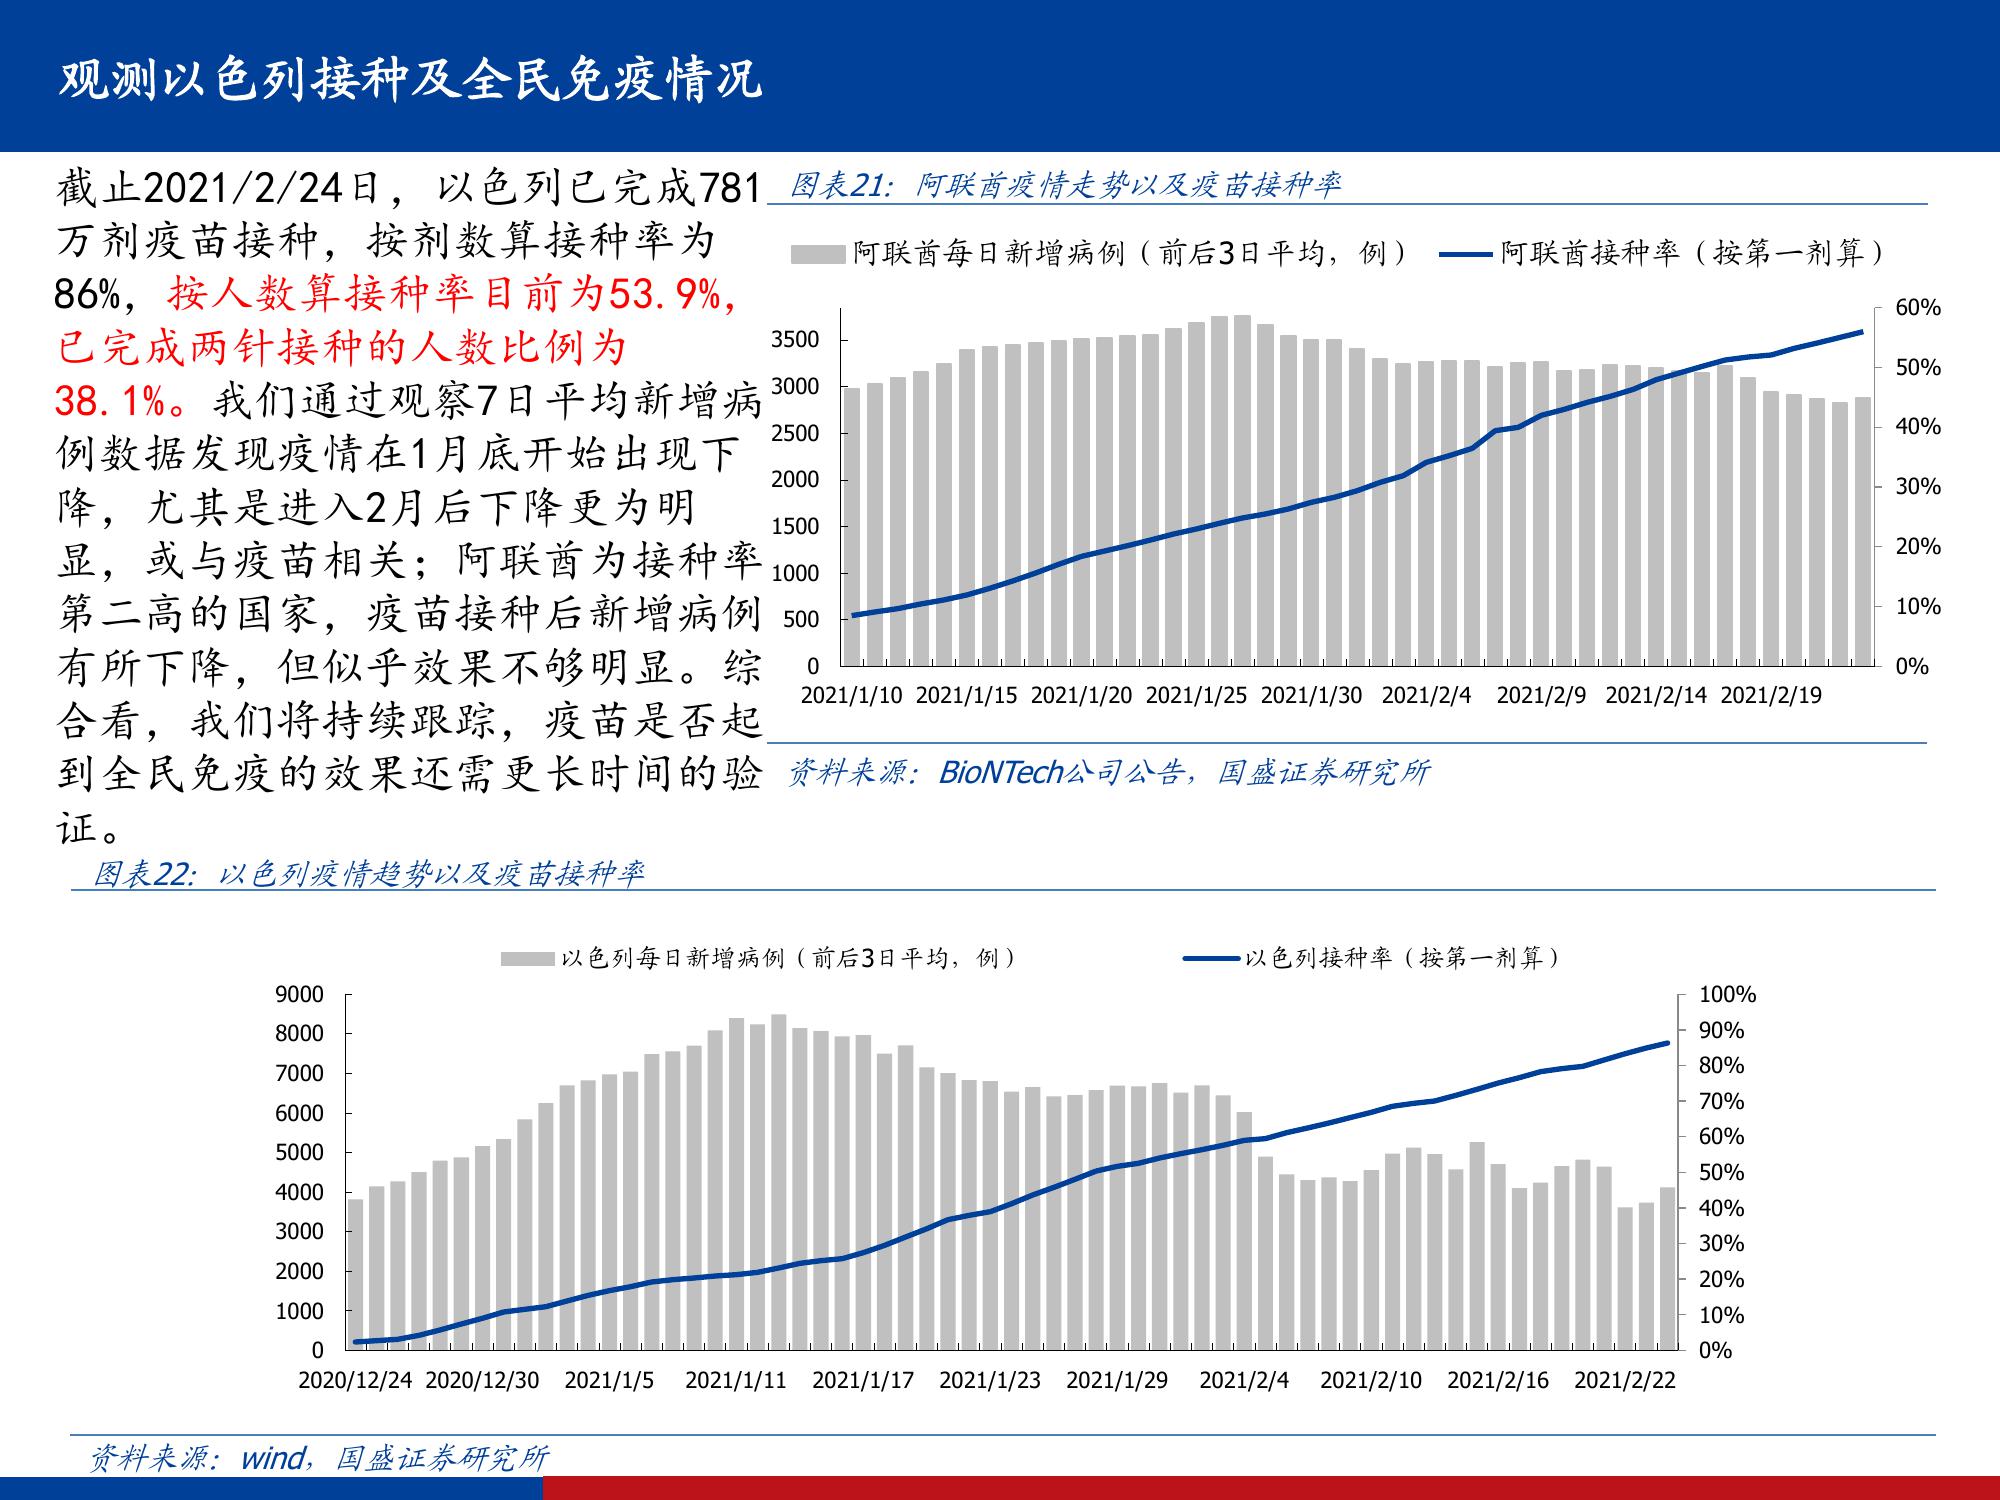 观测以色列接种及全民免疫情况
截止2021/2/24日，以色列已完成781
万剂疫苗接种，按剂数算接种率为
86%，按人数算接种率目前为53.9%，
已完成两针接种的人数比例为
38.1%。我们通过观察7日平均新增病
例数据发现疫情在1月底开始出现下
降，尤其是进入2月后下降更为明
显，或与疫苗相关；阿联酋为接种率
第二高的国家，疫苗接种后新增病例
有所下降，但似乎效果不够明显。综
合看，我们将持续跟踪，疫苗是否起
到全民免疫的效果还需更长时间的验
证。
图表21：阿联酋疫情走势以及疫苗接种率
阿联酋每日新增病例（前后3日平均，例） 阿联酋接种率（按第一剂算）
3500
3000
2500
2000
1500
1000
500
0
60%
50%
40%
30%
20%
10%
0%
2021/1/10 2021/1/15 2021/1/20 2021/1/25 2021/1/30 2021/2/4 2021/2/9 2021/2/14 2021/2/19
资料来源：BioNTech公司公告，国盛证券研究所
图表22：以色列疫情趋势以及疫苗接种率
以色列每日新增病例（前后3日平均，例） 以色列接种率（按第一剂算）
9000
8000
7000
6000
5000
4000
3000
2000
1000
0
100%
90%
80%
70%
60%
50%
40%
30%
20%
10%
0%
2020/12/24 2020/12/30 2021/1/5 2021/1/11 2021/1/17 2021/1/23 2021/1/29 2021/2/4 2021/2/10 2021/2/16 2021/2/22
资料来源：wind，国盛证券研究所